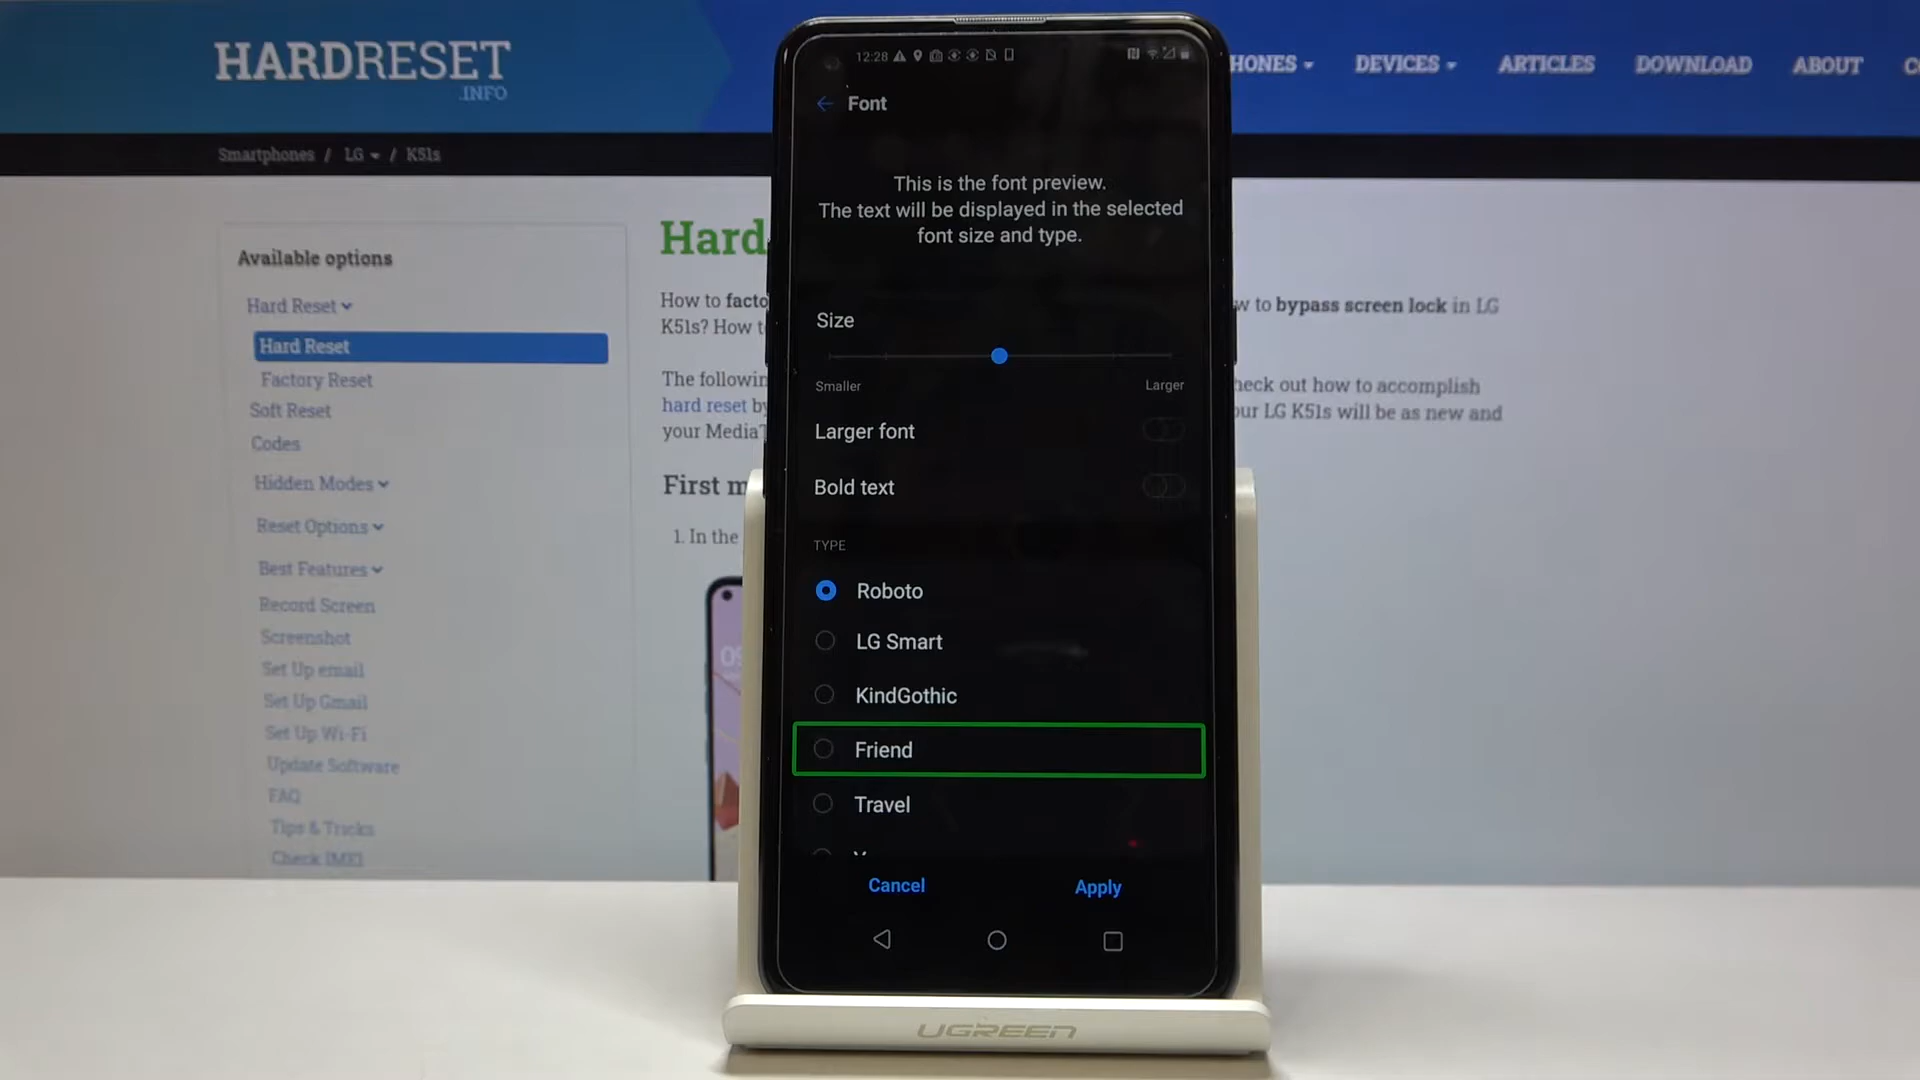 HARDRESET
.INFO
HONES
DEVICES
ARTICLES
DOWNLOAD
ABOUT
Smartphones / LG / K51s
Available options
Hard Reset
Hard Reset
Factory Reset
Soft Reset
Codes
Hidden Modes
Reset Options
Best Features
Record Screen
Screenshot
Set Up email
Set Up Gmail
Set Up Wi-Fi
Update Software
FAQ
Tips & Tricks
Check IMEI
Hard
How to facto
K51s? How t
The followin
hard reset by
your Media
First m
1. In the
w to bypass screen lock in LG
heck out how to accomplish
our LG K51s will be as new and
12:28
Font
This is the font preview.
The text will be displayed in the selected
font size and type.
Size
Smaller
Larger
Larger font
Bold text
TYPE
Roboto
LG Smart
KindGothic
Friend
Travel
Cancel
Apply
UGREEN